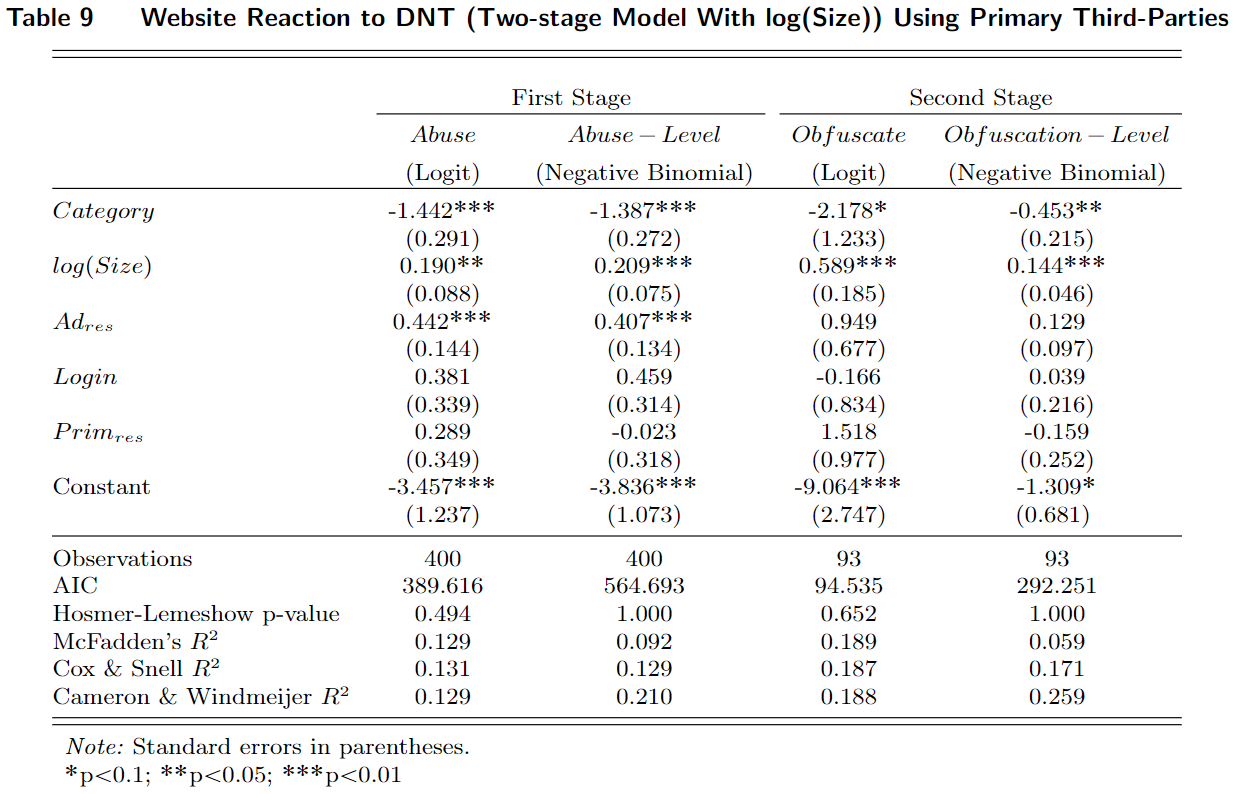 Table 9 Website Reaction to DNT (Two-stage Model With log(Size)) Using Primary Third-Parties
First Stage Second Stage
Abuse Abuse − Level Obfuscate Obfuscation − Level
(Logit) (Negative Binomial) (Logit) (Negative Binomial)
Category -1.442*** -1.387*** -2.178* -0.453**
(0.291) (0.272) (1.233) (0.215)
log(Size) 0.190** 0.209*** 0.589*** 0.144***
(0.088) (0.075) (0.185) (0.046)
Ad_res 0.442*** 0.407*** 0.949 0.129
(0.144) (0.134) (0.677) (0.097)
Login 0.381 0.459 -0.166 0.039
(0.339) (0.314) (0.834) (0.216)
Prim_res 0.289 -0.023 1.518 -0.159
(0.349) (0.318) (0.977) (0.252)
Constant -3.457*** -3.836*** -9.064*** -1.309*
(1.237) (1.073) (2.747) (0.681)
Observations 400 400 93 93
AIC 389.616 564.693 94.535 292.251
Hosmer-Lemeshow p-value 0.494 1.000 0.652 1.000
McFadden's R² 0.129 0.092 0.189 0.059
Cox & Snell R² 0.131 0.129 0.187 0.171
Cameron & Windmeijer R² 0.129 0.210 0.188 0.259
Note: Standard errors in parentheses.
*p<0.1; **p<0.05; ***p<0.01